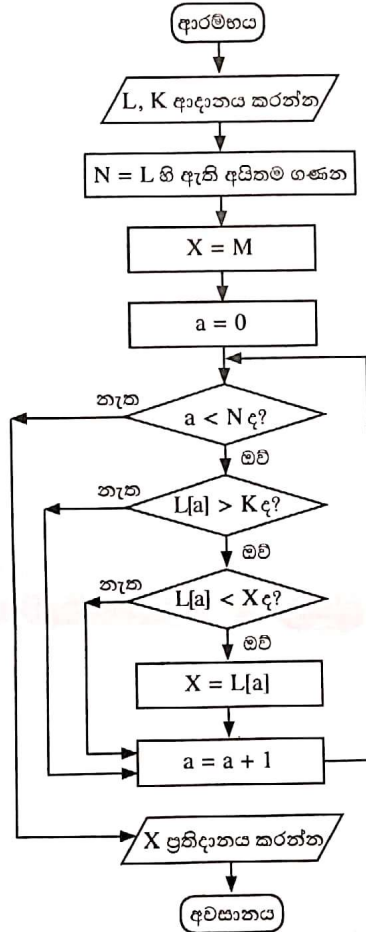 ආරම්භය
L, K ආදානය කරන්න
N = L හි ඇති අයිතම ගණන
X = M
a = 0
නැත
a < N ද?
ඔව්
නැත
L[a] > K ද?
ඔව්
නැත
L[a] < X ද?
ඔව්
X = L[a]
a = a + 1
X ප්‍රතිදානය කරන්න
අවසානය